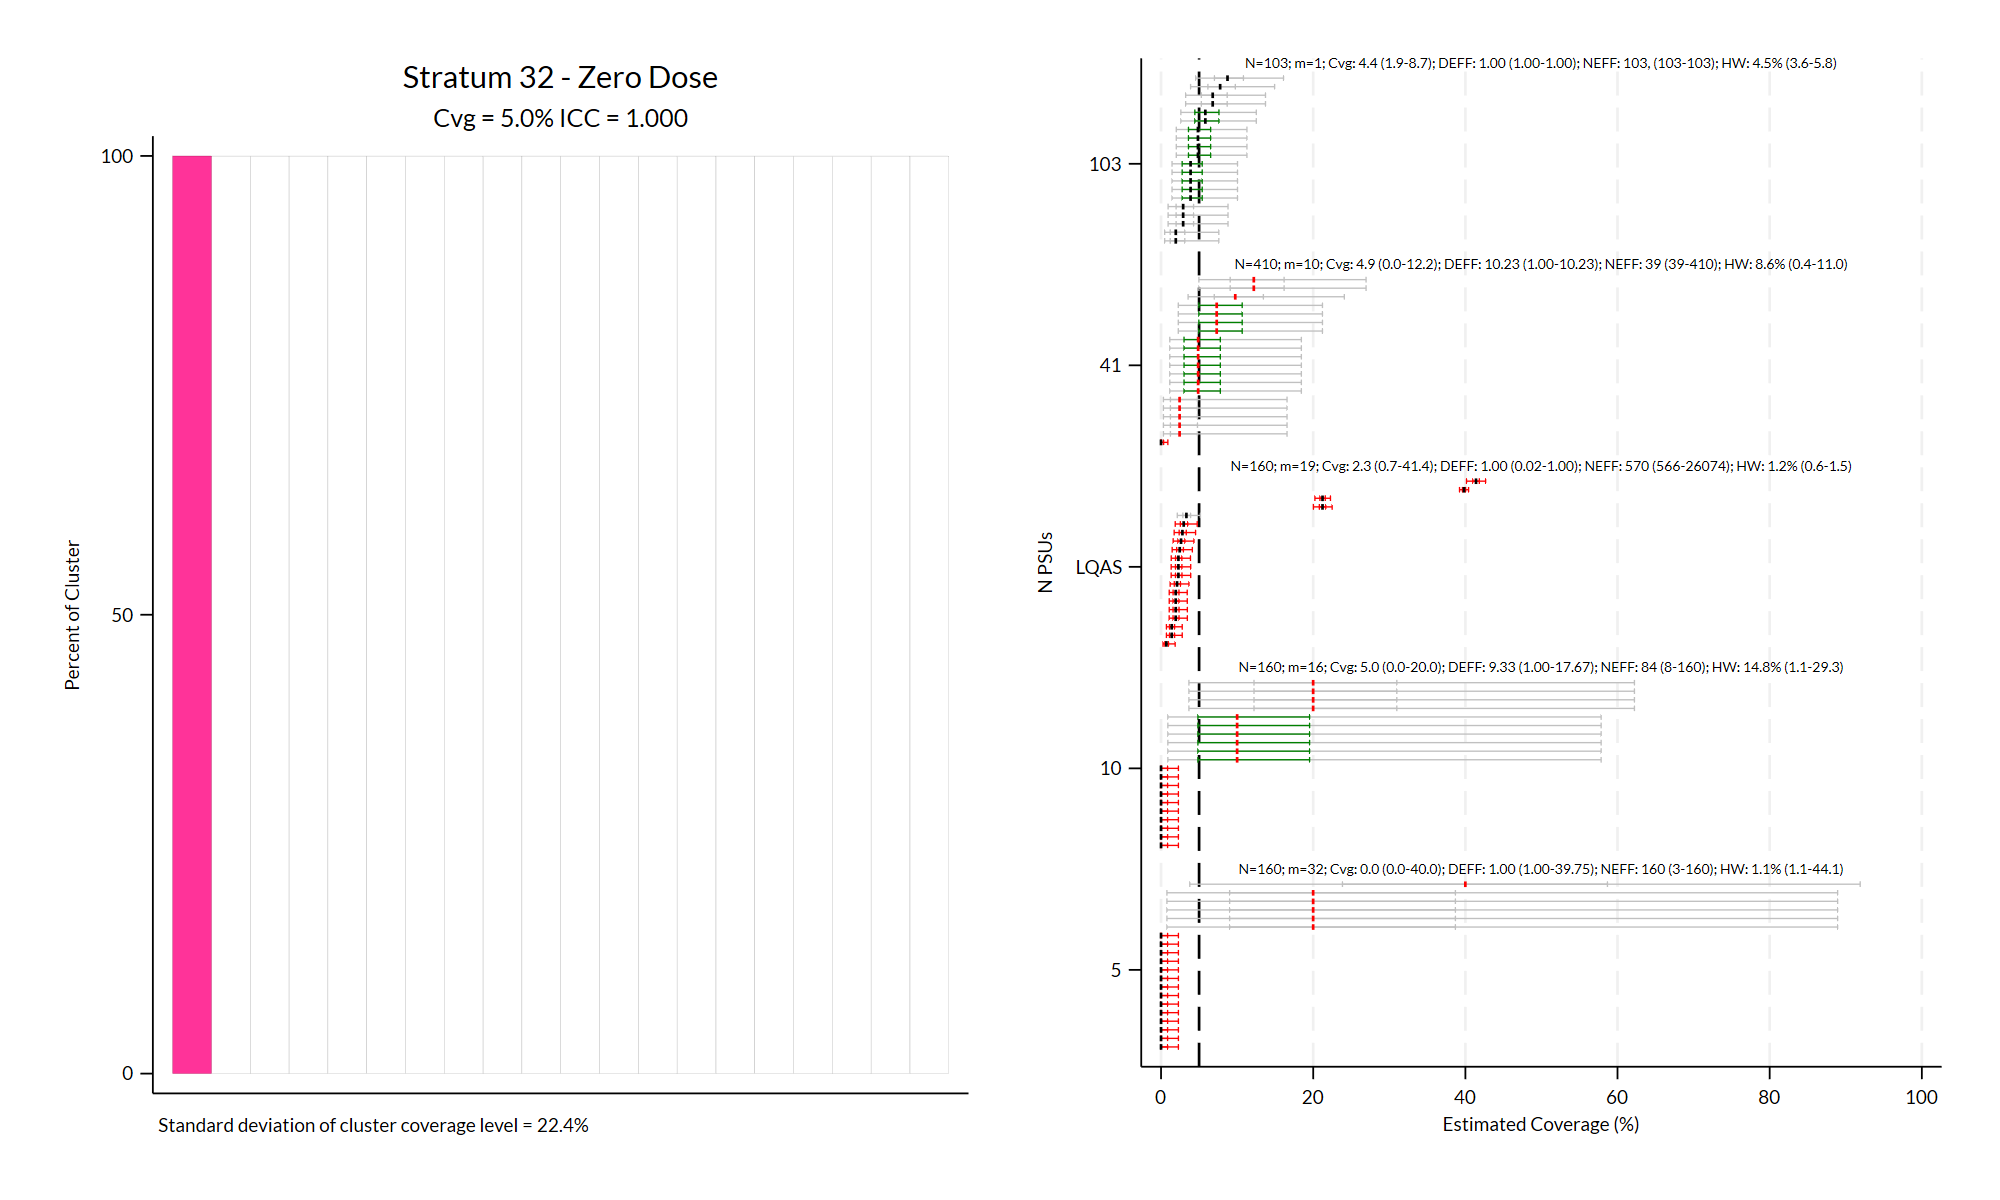 Stratum 32 - Zero Dose
Cvg = 5.0% ICC = 1.000
100
50
0
Percent of Cluster
Standard deviation of cluster coverage level = 22.4%
N=103; m=1; Cvg: 4.4 (1.9-8.7); DEFF: 1.00 (1.00-1.00); NEFF: 103, (103-103); HW: 4.5% (3.6-5.8)
103
N=410; m=10; Cvg: 4.9 (0.0-12.2); DEFF: 10.23 (1.00-10.23); NEFF: 39 (39-410); HW: 8.6% (0.4-11.0)
41
N=160; m=19; Cvg: 2.3 (0.7-41.4); DEFF: 1.00 (0.02-1.00); NEFF: 570 (566-26074); HW: 1.2% (0.6-1.5)
N PSUs
LQAS
N=160; m=16; Cvg: 5.0 (0.0-20.0); DEFF: 9.33 (1.00-17.67); NEFF: 84 (8-160); HW: 14.8% (1.1-29.3)
10
N=160; m=32; Cvg: 0.0 (0.0-40.0); DEFF: 1.00 (1.00-39.75); NEFF: 160 (3-160); HW: 1.1% (1.1-44.1)
5
0 20 40 60 80 100
Estimated Coverage (%)